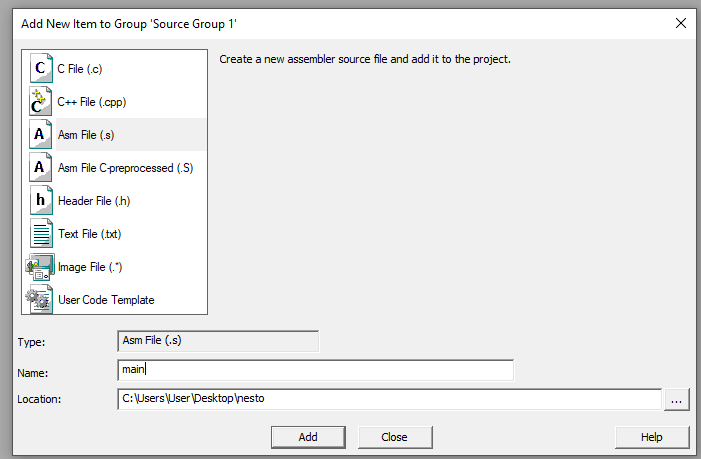 Add New Item to Group 'Source Group 1'
Create a new assembler source file and add it to the project.
C File (.c)
C++ File (.cpp)
Asm File (.s)
Asm File C-preprocessed (.S)
Header File (.h)
Text File (.txt)
Image File (.*)
User Code Template
Type: Asm File (.s)
Name: main
Location: C:\Users\User\Desktop\nesto ...
Add Close Help